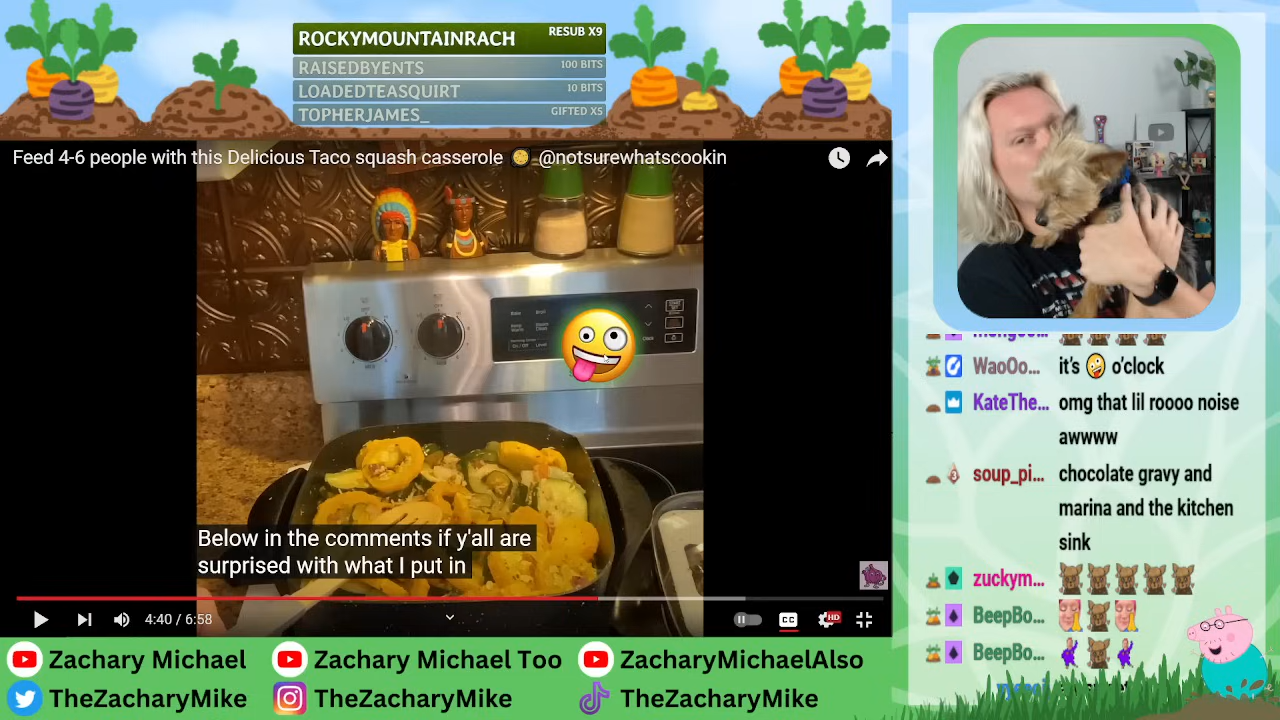 ROCKYMOUNTAINRACH RESUB X9
RAISEDBYENTS 100 BITS
LOADEDTEASQUIRT 10 BITS
TOPHERJAMES_ GIFTED X5
Feed 4-6 people with this Delicious Taco squash casserole 🥘 @notsurewhatscookin
Below in the comments if y'all are
surprised with what I put in
4:40 / 6:58
CC
HD
WaoOo... it's 🤪 o'clock
KateThe... omg that lil roooo noise
awwww
soup_pi... chocolate gravy and
marina and the kitchen
sink
zuckym...
BeepBo...
BeepBo...
Zachary Michael Zachary Michael Too ZacharyMichaelAlso
TheZacharyMike TheZacharyMike TheZacharyMike